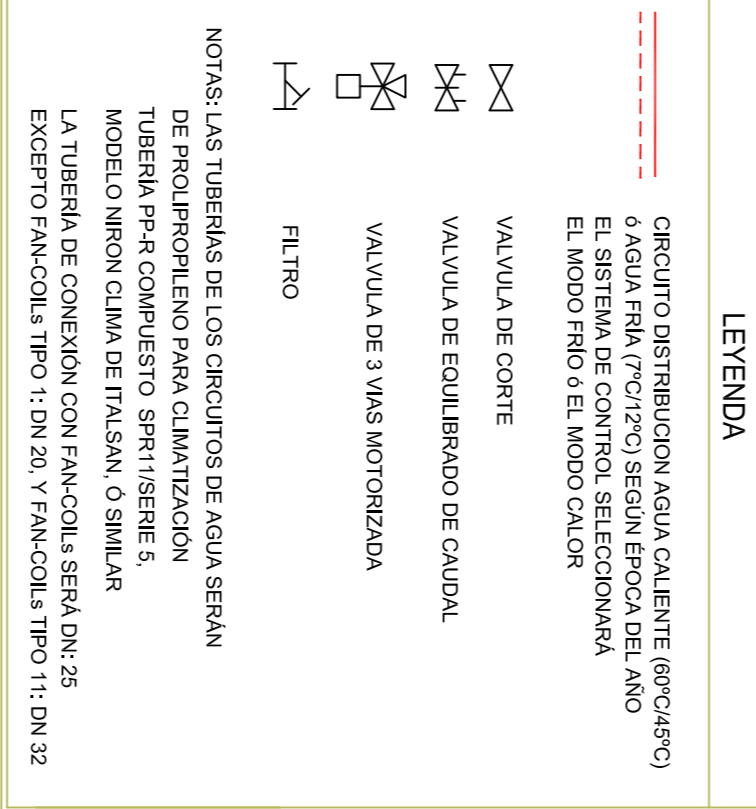 LEYENDA
CIRCUITO DISTRIBUCION AGUA CALIENTE (60ºC/45ºC)
ó AGUA FRÍA (7ºC/12ºC) SEGÚN ÉPOCA DEL AÑO
EL SISTEMA DE CONTROL SELECCIONARÁ
EL MODO FRÍO ó EL MODO CALOR
VALVULA DE CORTE
VALVULA DE EQUILIBRADO DE CAUDAL
VALVULA DE 3 VIAS MOTORIZADA
FILTRO
NOTAS: LAS TUBERÍAS DE LOS CIRCUITOS DE AGUA SERÁN
DE PROLIPROPILENO PARA CLIMATIZACIÓN
TUBERÍA PP-R COMPUESTO SPR11/SERIE 5,
MODELO NIRON CLIMA DE ITALSAN, Ó SIMILAR
LA TUBERÍA DE CONEXIÓN CON FAN-COILs SERÁ DN: 25
EXCEPTO FAN-COILs TIPO 1: DN 20, Y FAN-COILs TIPO 11: DN 32